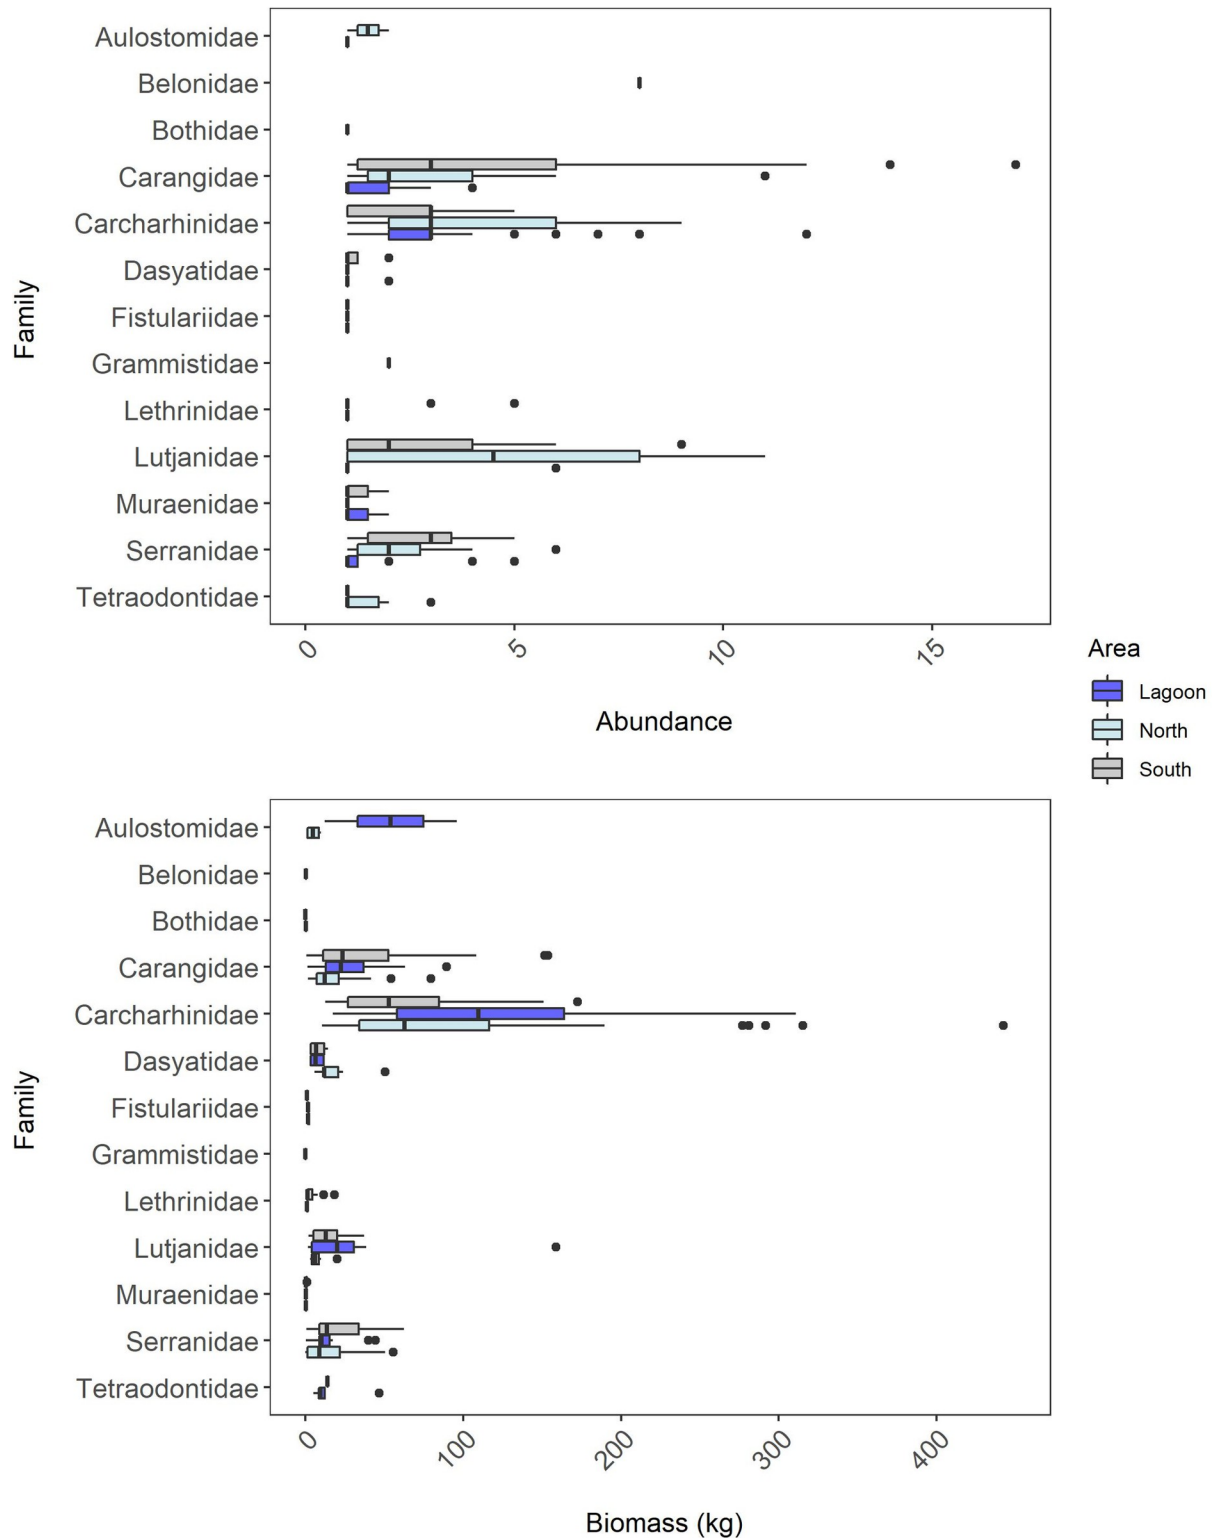 Family
Aulostomidae
Belonidae
Bothidae
Carangidae
Carcharhinidae
Dasyatidae
Fistulariidae
Grammistidae
Lethrinidae
Lutjanidae
Muraenidae
Serranidae
Tetraodontidae
0 5 10 15
Abundance
Area
Lagoon
North
South
Family
Aulostomidae
Belonidae
Bothidae
Carangidae
Carcharhinidae
Dasyatidae
Fistulariidae
Grammistidae
Lethrinidae
Lutjanidae
Muraenidae
Serranidae
Tetraodontidae
0 100 200 300 400
Biomass (kg)